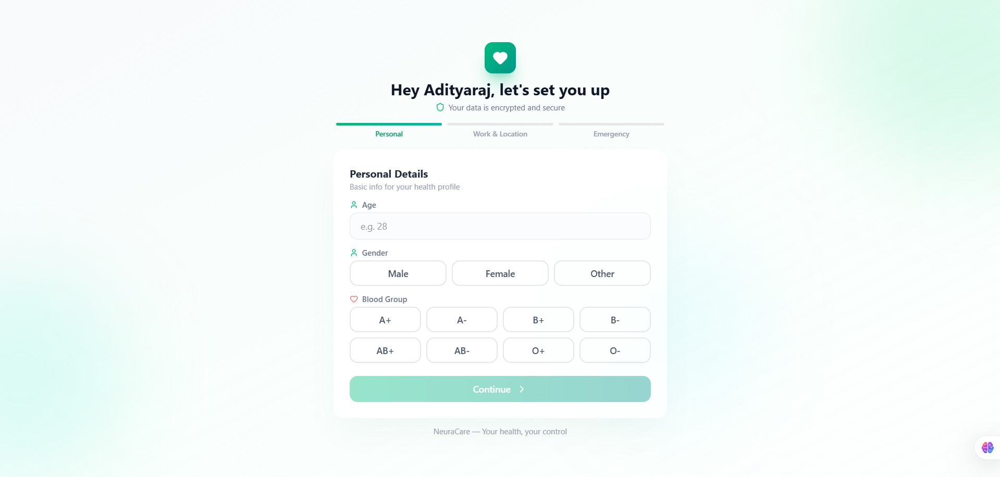 Hey Adityaraj, let's set you up
Your data is encrypted and secure
Personal Work & Location Emergency
Personal Details
Basic info for your health profile
Age
e.g. 28
Gender
Male Female Other
Blood Group
A+ A- B+ B-
AB+ AB- O+ O-
Continue
NeuraCare — Your health, your control